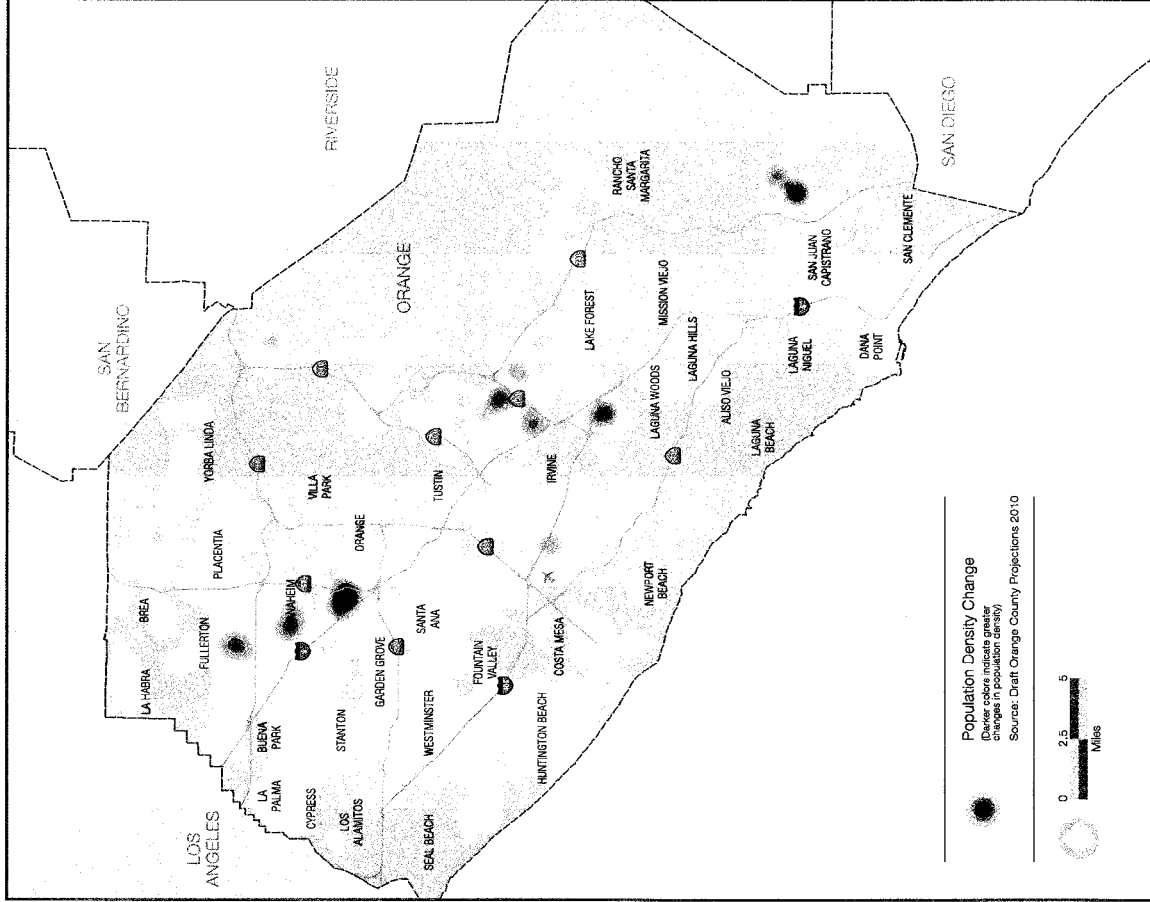 LOS
ANGELES
SAN
BERNARDINO
RIVERSIDE
ORANGE
SAN DIEGO
LA HABRA
BREA
FULLERTON
PLACENTIA
YORBA LINDA
BUENA
PARK
LA
PALMA
ANAHEIM
CYPRESS
STANTON
ORANGE
VILLA
PARK
LOS
ALAMITOS
GARDEN GROVE
SEAL BEACH
WESTMINSTER
SANTA
ANA
TUSTIN
FOUNTAIN
VALLEY
HUNTINGTON BEACH
COSTA MESA
IRVINE
NEWPORT
BEACH
LAKE FOREST
RANCHO
SANTA
MARGARITA
LAGUNA WOODS
MISSION VIEJO
LAGUNA HILLS
ALISO VIEJO
LAGUNA
BEACH
LAGUNA
NIGUEL
SAN JUAN
CAPISTRANO
DANA
POINT
SAN CLEMENTE
Population Density Change
(Darker colors indicate greater
changes in population density)
Source: Draft Orange County Projections 2010
0 2.5 5
Miles